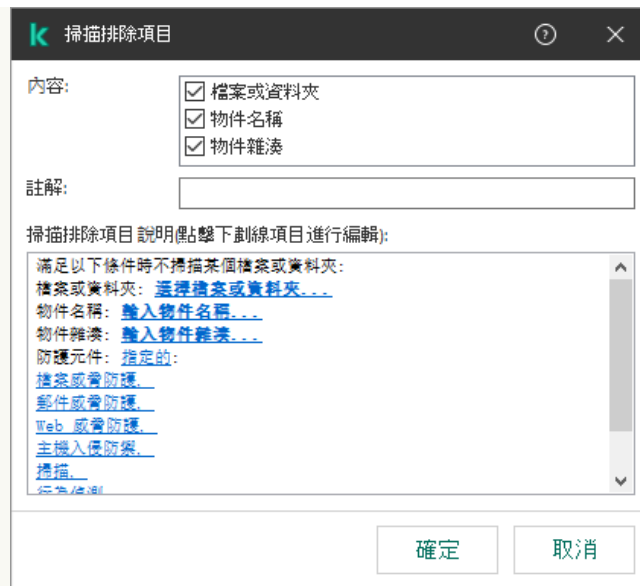 掃描排除項目
內容:
檔案或資料夾
物件名稱
物件雜湊
註解:
掃描排除項目說明(點擊下劃線項目進行編輯):
滿足以下條件時不掃描某個檔案或資料夾:
檔案或資料夾: 選擇檔案或資料夾...
物件名稱: 輸入物件名稱...
物件雜湊: 輸入物件雜湊...
防護元件: 指定的:
檔案威脅防護,
郵件威脅防護,
Web 威脅防護,
主機入侵防禦,
掃描,
行為偵測
確定 取消